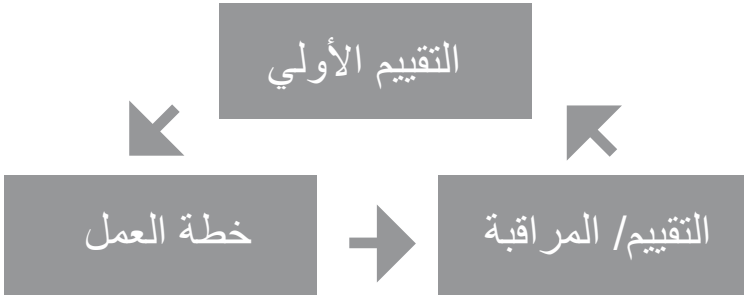 التقييم الأولي
خطة العمل
التقييم/ المراقبة